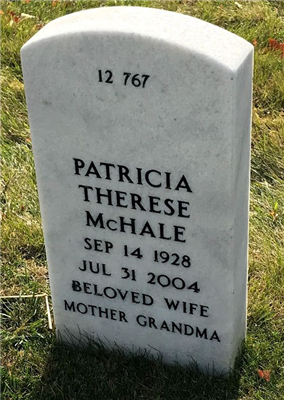 12 767
PATRICIA
THERESE
McHALE
SEP 14 1928
JUL 31 2004
BELOVED WIFE
MOTHER GRANDMA